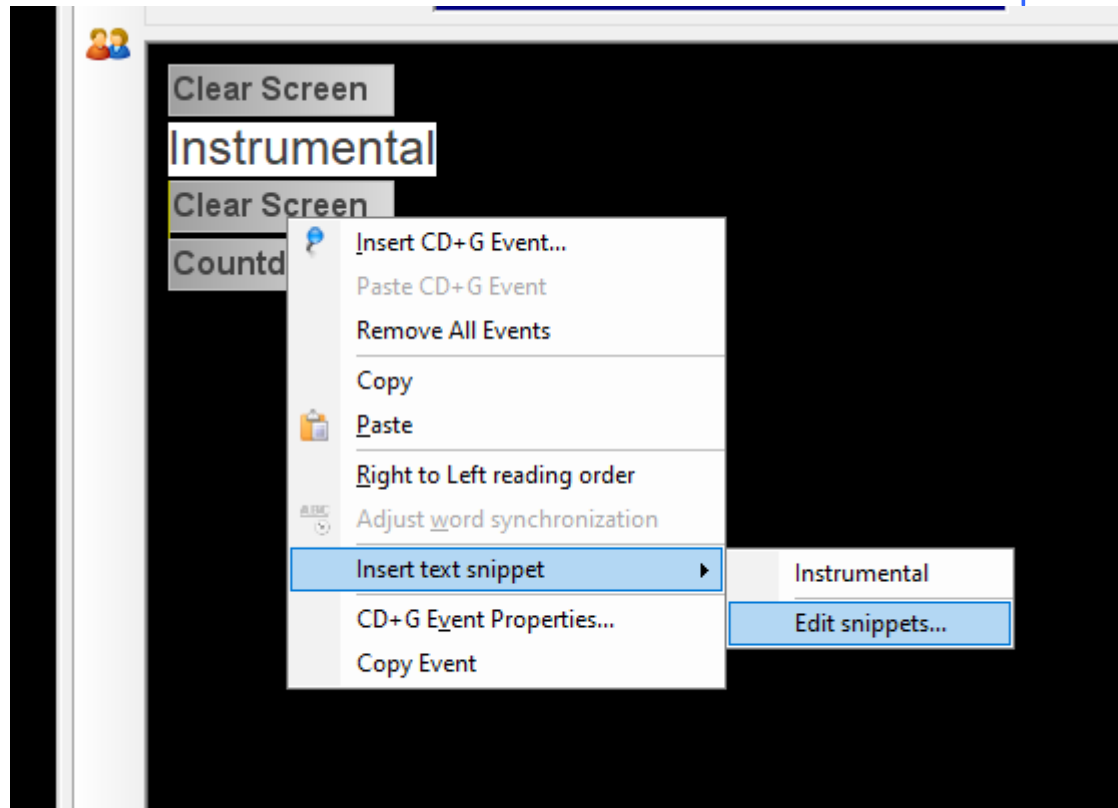 Clear Screen
Instrumental
Clear Screen
Countd
Insert CD+G Event...
Paste CD+G Event
Remove All Events
Copy
Paste
Right to Left reading order
ABC
Adjust word synchronization
Insert text snippet
CD+G Event Properties...
Copy Event
Instrumental
Edit snippets...